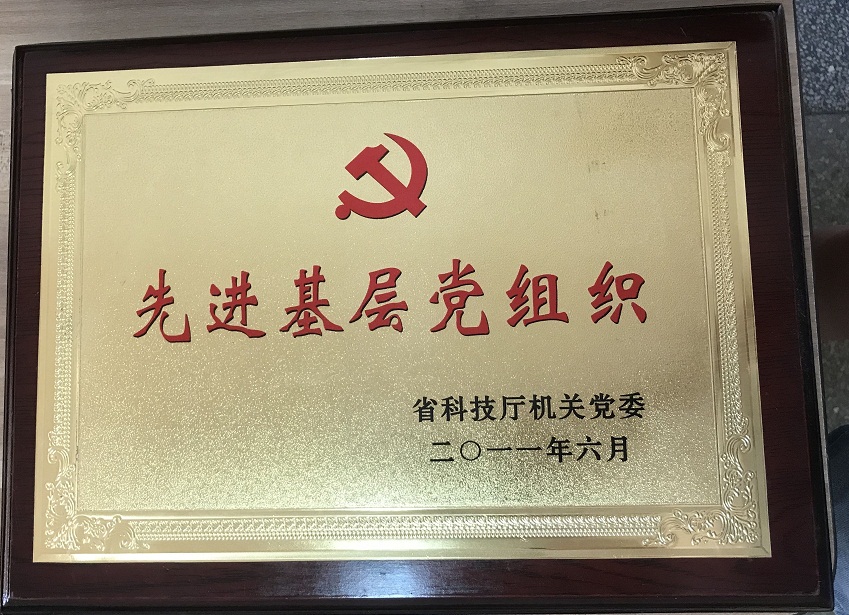 先进基层党组织
省科技厅机关党委
二〇一一年六月